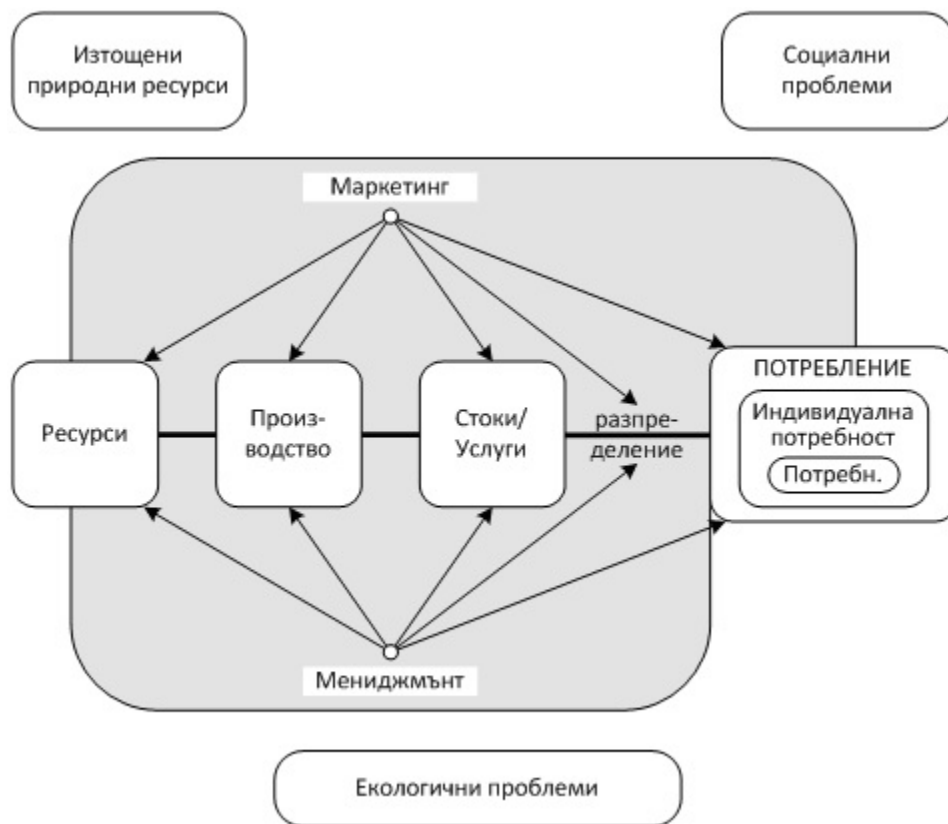 Изтощени
природни ресурси
Социални
проблеми
Маркетинг
Ресурси
Произ-
водство
Стоки/
Услуги
разпре-
деление
ПОТРЕБЛЕНИЕ
Индивидуална
потребност
Потребн.
Мениджмънт
Екологични проблеми